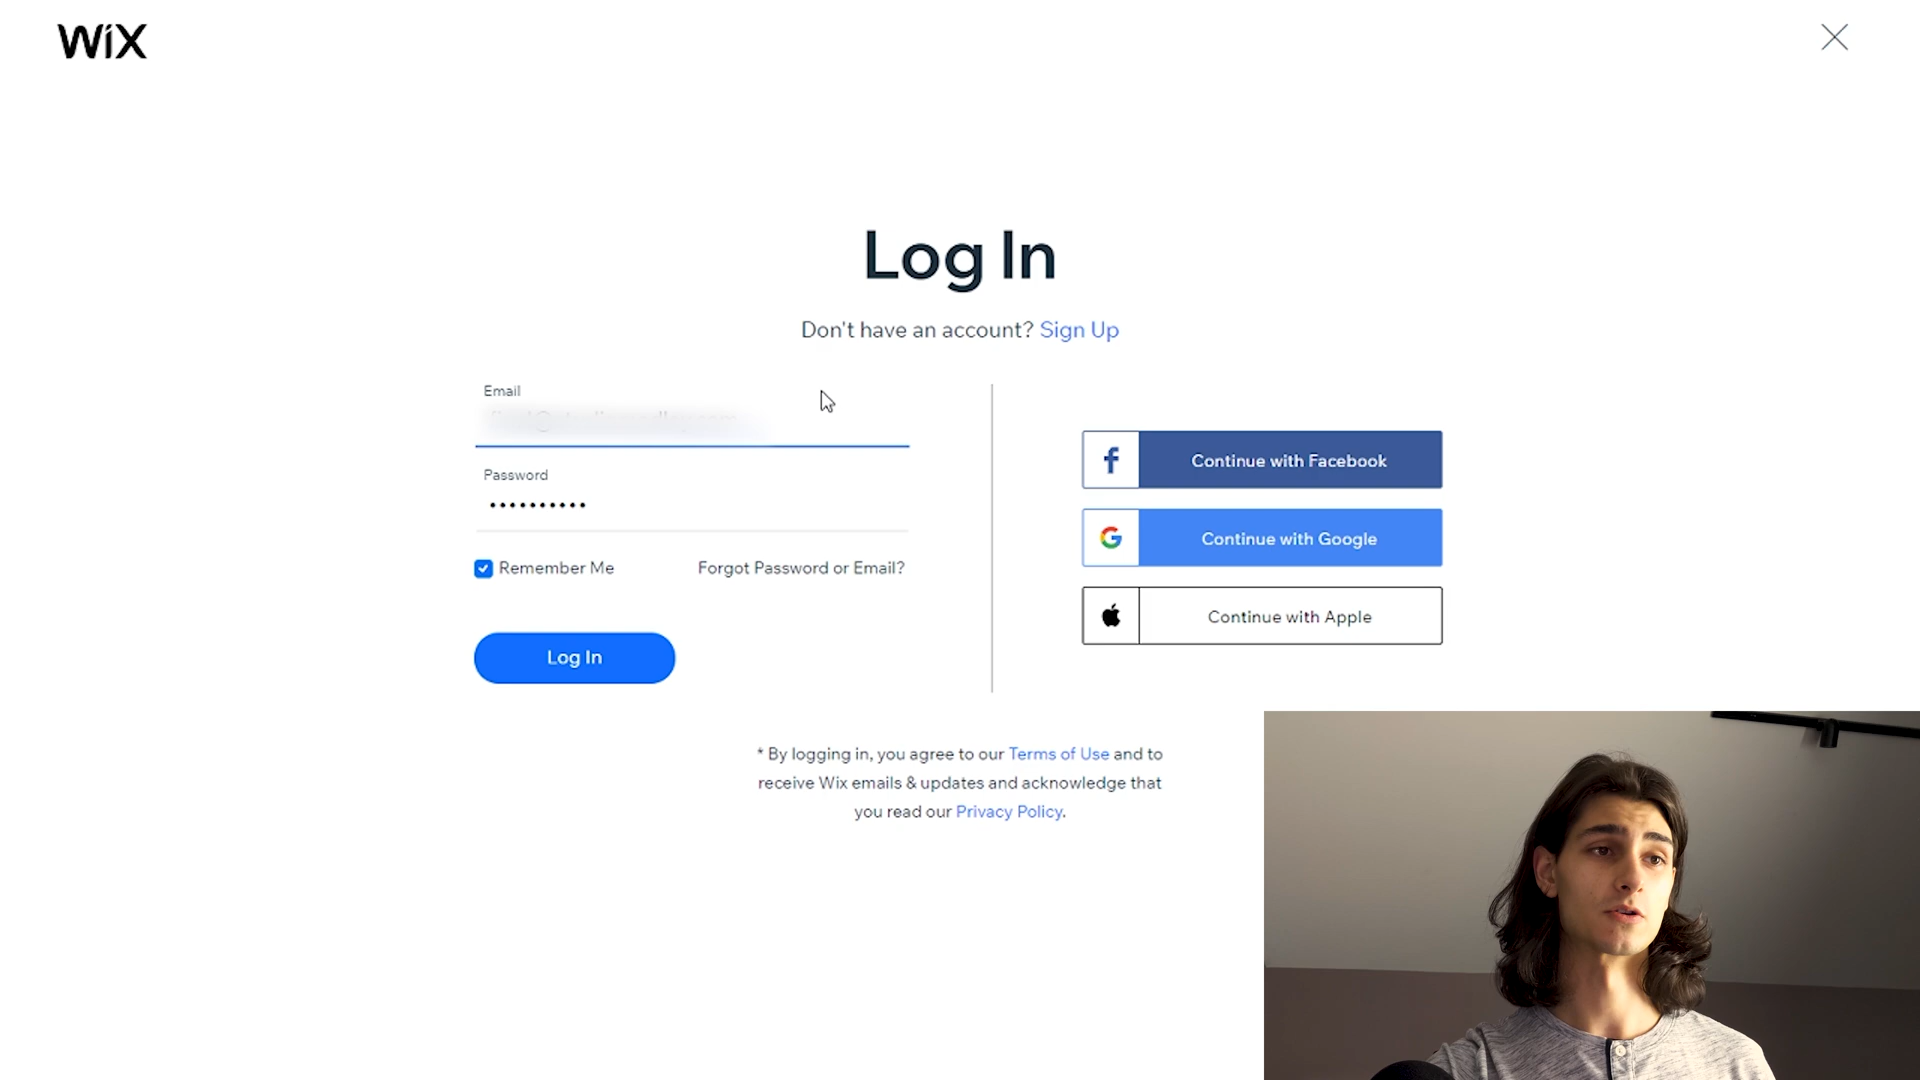 WiX
Log In
Don't have an account? Sign Up
Email
Password
Remember Me
Forgot Password or Email?
Log In
f
Continue with Facebook
G
Continue with Google
Continue with Apple
* By logging in, you agree to our Terms of Use and to
receive Wix emails & updates and acknowledge that
you read our Privacy Policy.